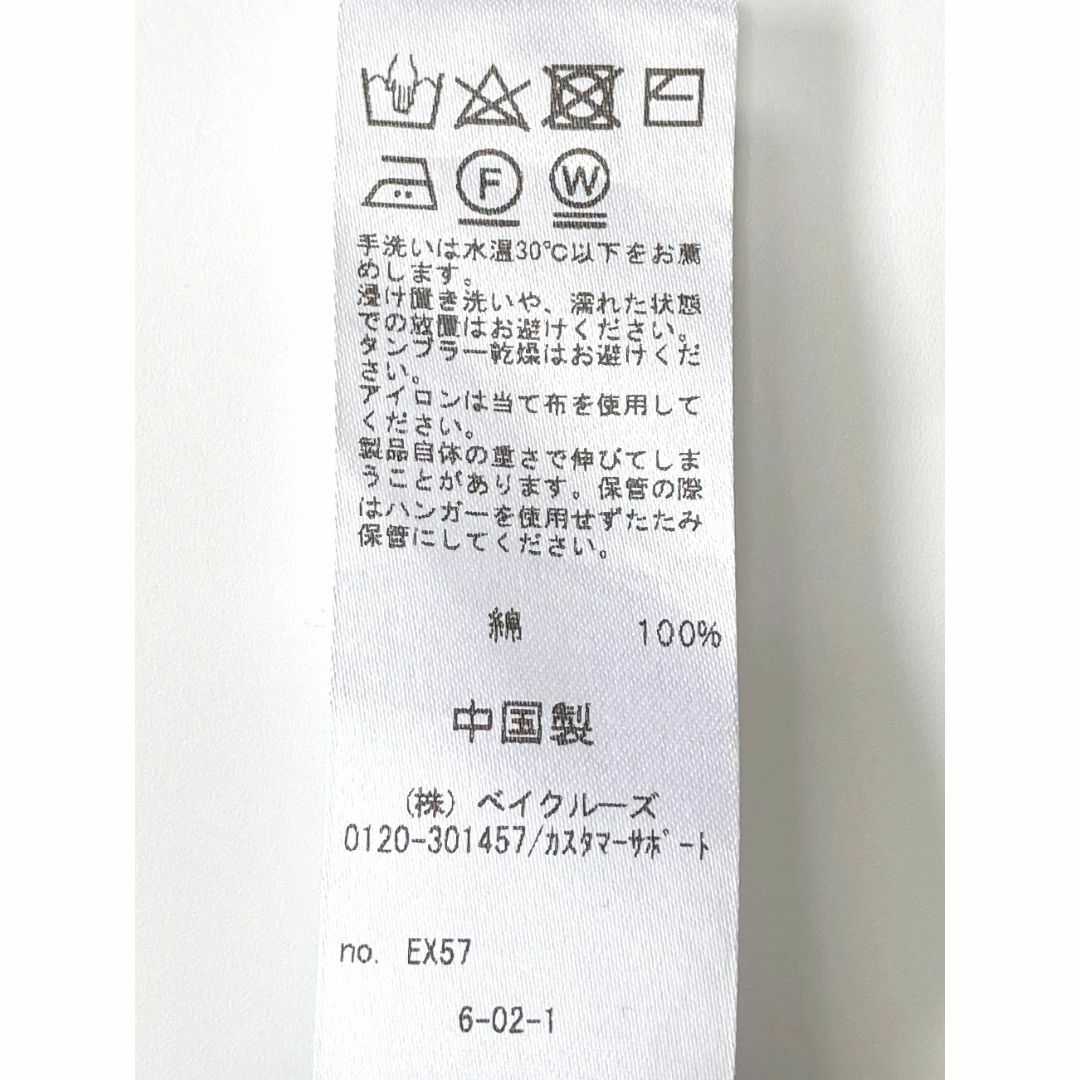 F W
手洗いは水温30℃以下をお薦
めします。
浸け置き洗いや、濡れた状態
での放置はお避けください。
タンブラー乾燥はお避けくだ
さい。
アイロンは当て布を使用して
ください。
製品自体の重さで伸びてしま
うことがあります。保管の際
はハンガーを使用せずたたみ
保管にしてください。
綿 100%
中国製
(株) ベイクルーズ
0120-301457/ｶｽﾀﾏｰｻﾎﾟｰﾄ
no. EX57
6-02-1